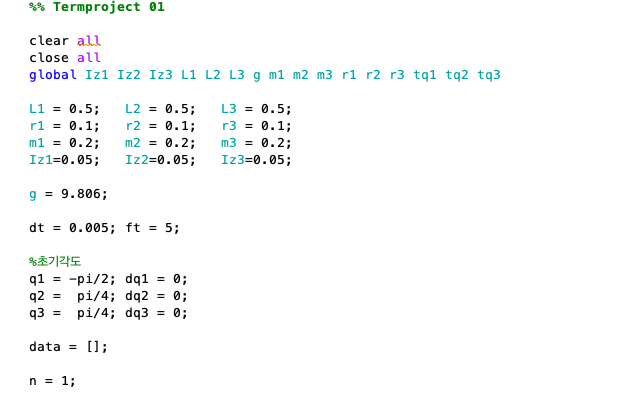 %% Termproject 01
clear all
close all
global Iz1 Iz2 Iz3 L1 L2 L3 g m1 m2 m3 r1 r2 r3 tq1 tq2 tq3
L1 = 0.5;   L2 = 0.5;   L3 = 0.5;
r1 = 0.1;   r2 = 0.1;   r3 = 0.1;
m1 = 0.2;   m2 = 0.2;   m3 = 0.2;
Iz1=0.05;   Iz2=0.05;   Iz3=0.05;
g = 9.806;
dt = 0.005; ft = 5;
%초기각도
q1 = -pi/2; dq1 = 0;
q2 =  pi/4; dq2 = 0;
q3 =  pi/4; dq3 = 0;
data = [];
n = 1;